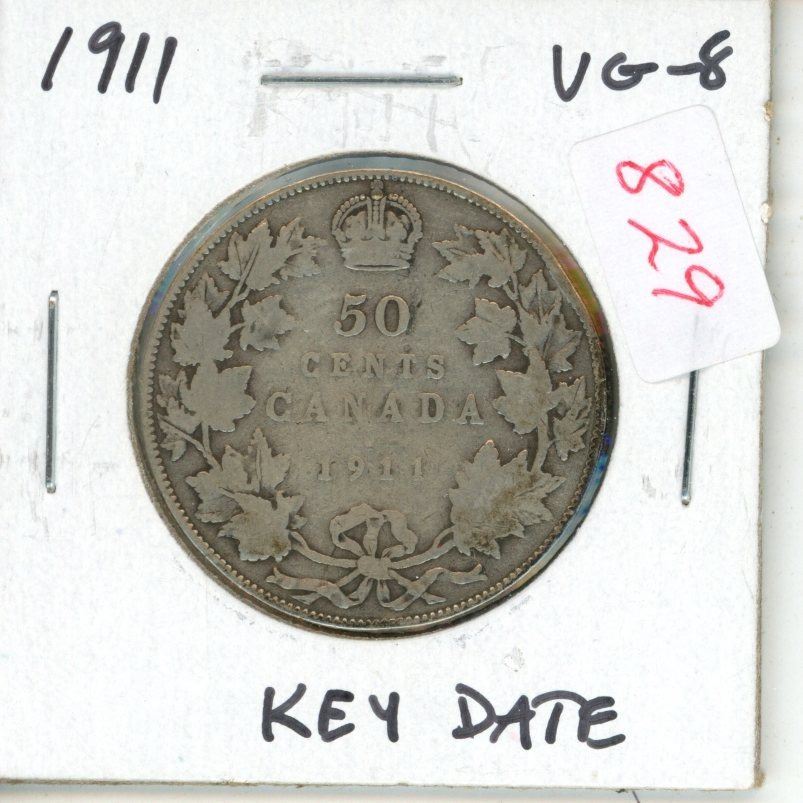 1911
VG-8
829
50
CENTS
CANADA
1911
KEY DATE